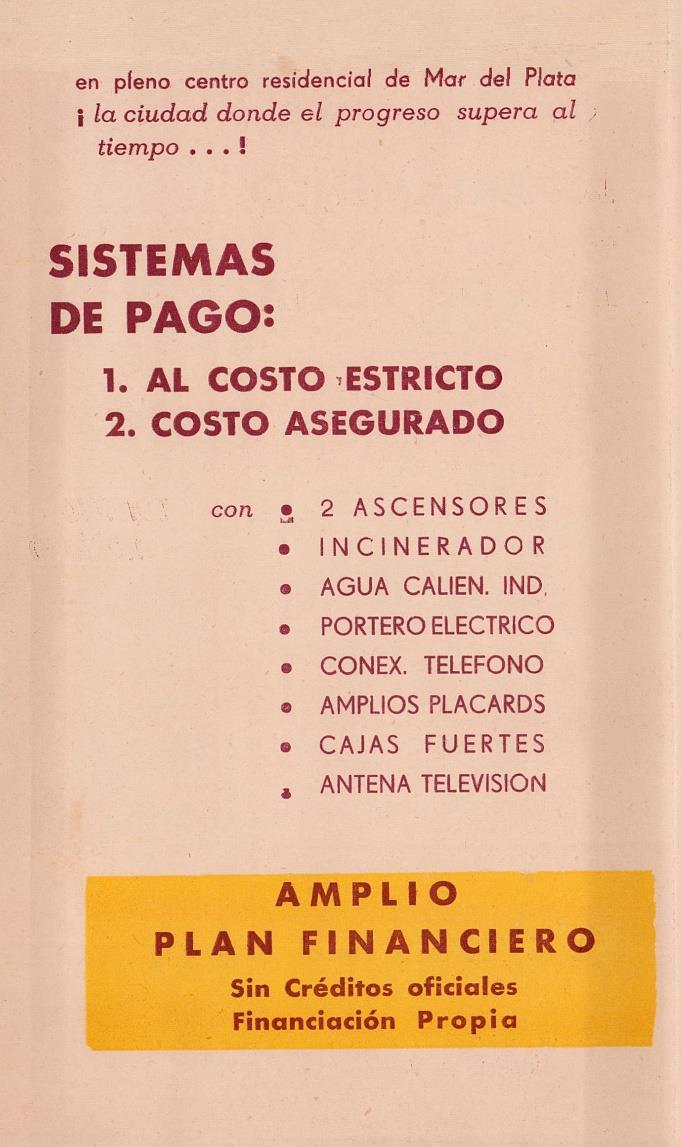 en pleno centro residencial de Mar del Plata
¡ la ciudad donde el progreso supera al
tiempo . . . !
SISTEMAS
DE PAGO:
1. AL COSTO ESTRICTO
2. COSTO ASEGURADO
con • 2 ASCENSORES
• INCINERADOR
• AGUA CALIEN. IND.
• PORTERO ELECTRICO
• CONEX. TELEFONO
• AMPLIOS PLACARDS
• CAJAS FUERTES
• ANTENA TELEVISION
AMPLIO
PLAN FINANCIERO
Sin Créditos oficiales
Financiación Propia